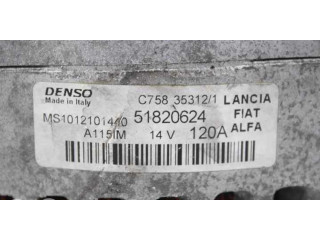 DENSO
Made in Italy
C758 35312/1 LANCIA
MS1012101440 51820624 FIAT
A115IM 14 V 120A ALFA